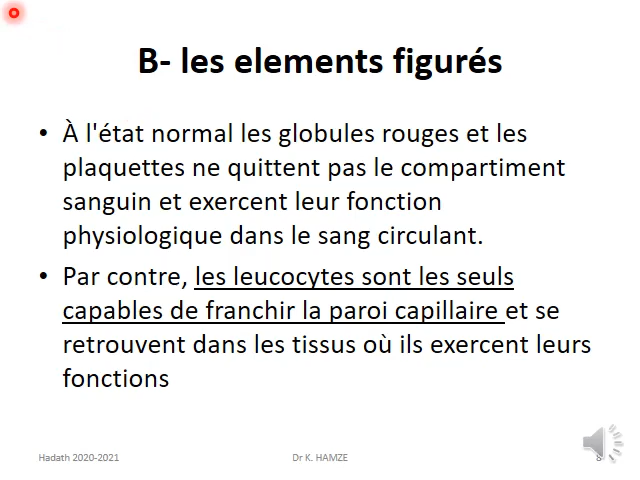 B- les elements figurés
• À l'état normal les globules rouges et les
plaquettes ne quittent pas le compartiment
sanguin et exercent leur fonction
physiologique dans le sang circulant.
• Par contre, les leucocytes sont les seuls
capables de franchir la paroi capillaire et se
retrouvent dans les tissus où ils exercent leurs
fonctions
Hadath 2020-2021
Dr K. HAMZE
8